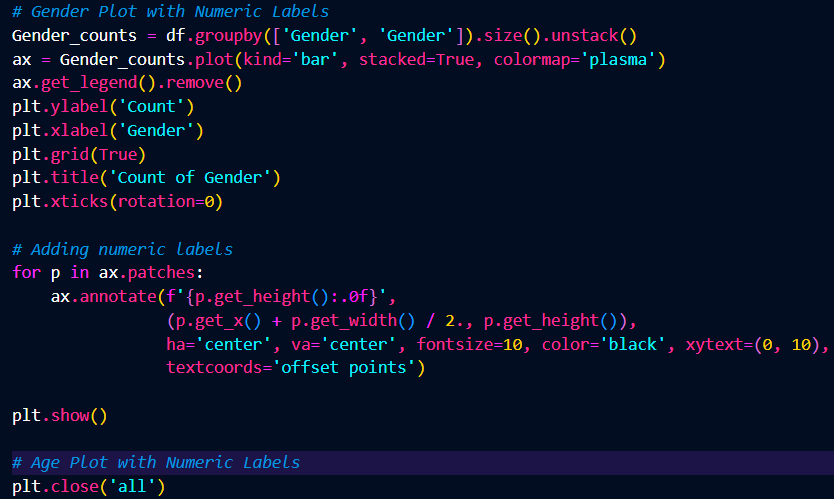 # Gender Plot with Numeric Labels
Gender_counts = df.groupby(['Gender', 'Gender']).size().unstack()
ax = Gender_counts.plot(kind='bar', stacked=True, colormap='plasma')
ax.get_legend().remove()
plt.ylabel('Count')
plt.xlabel('Gender')
plt.grid(True)
plt.title('Count of Gender')
plt.xticks(rotation=0)

# Adding numeric labels
for p in ax.patches:
    ax.annotate(f'{p.get_height():.0f}',
                (p.get_x() + p.get_width() / 2., p.get_height()),
                ha='center', va='center', fontsize=10, color='black', xytext=(0, 10),
                textcoords='offset points')

plt.show()

# Age Plot with Numeric Labels
plt.close('all')